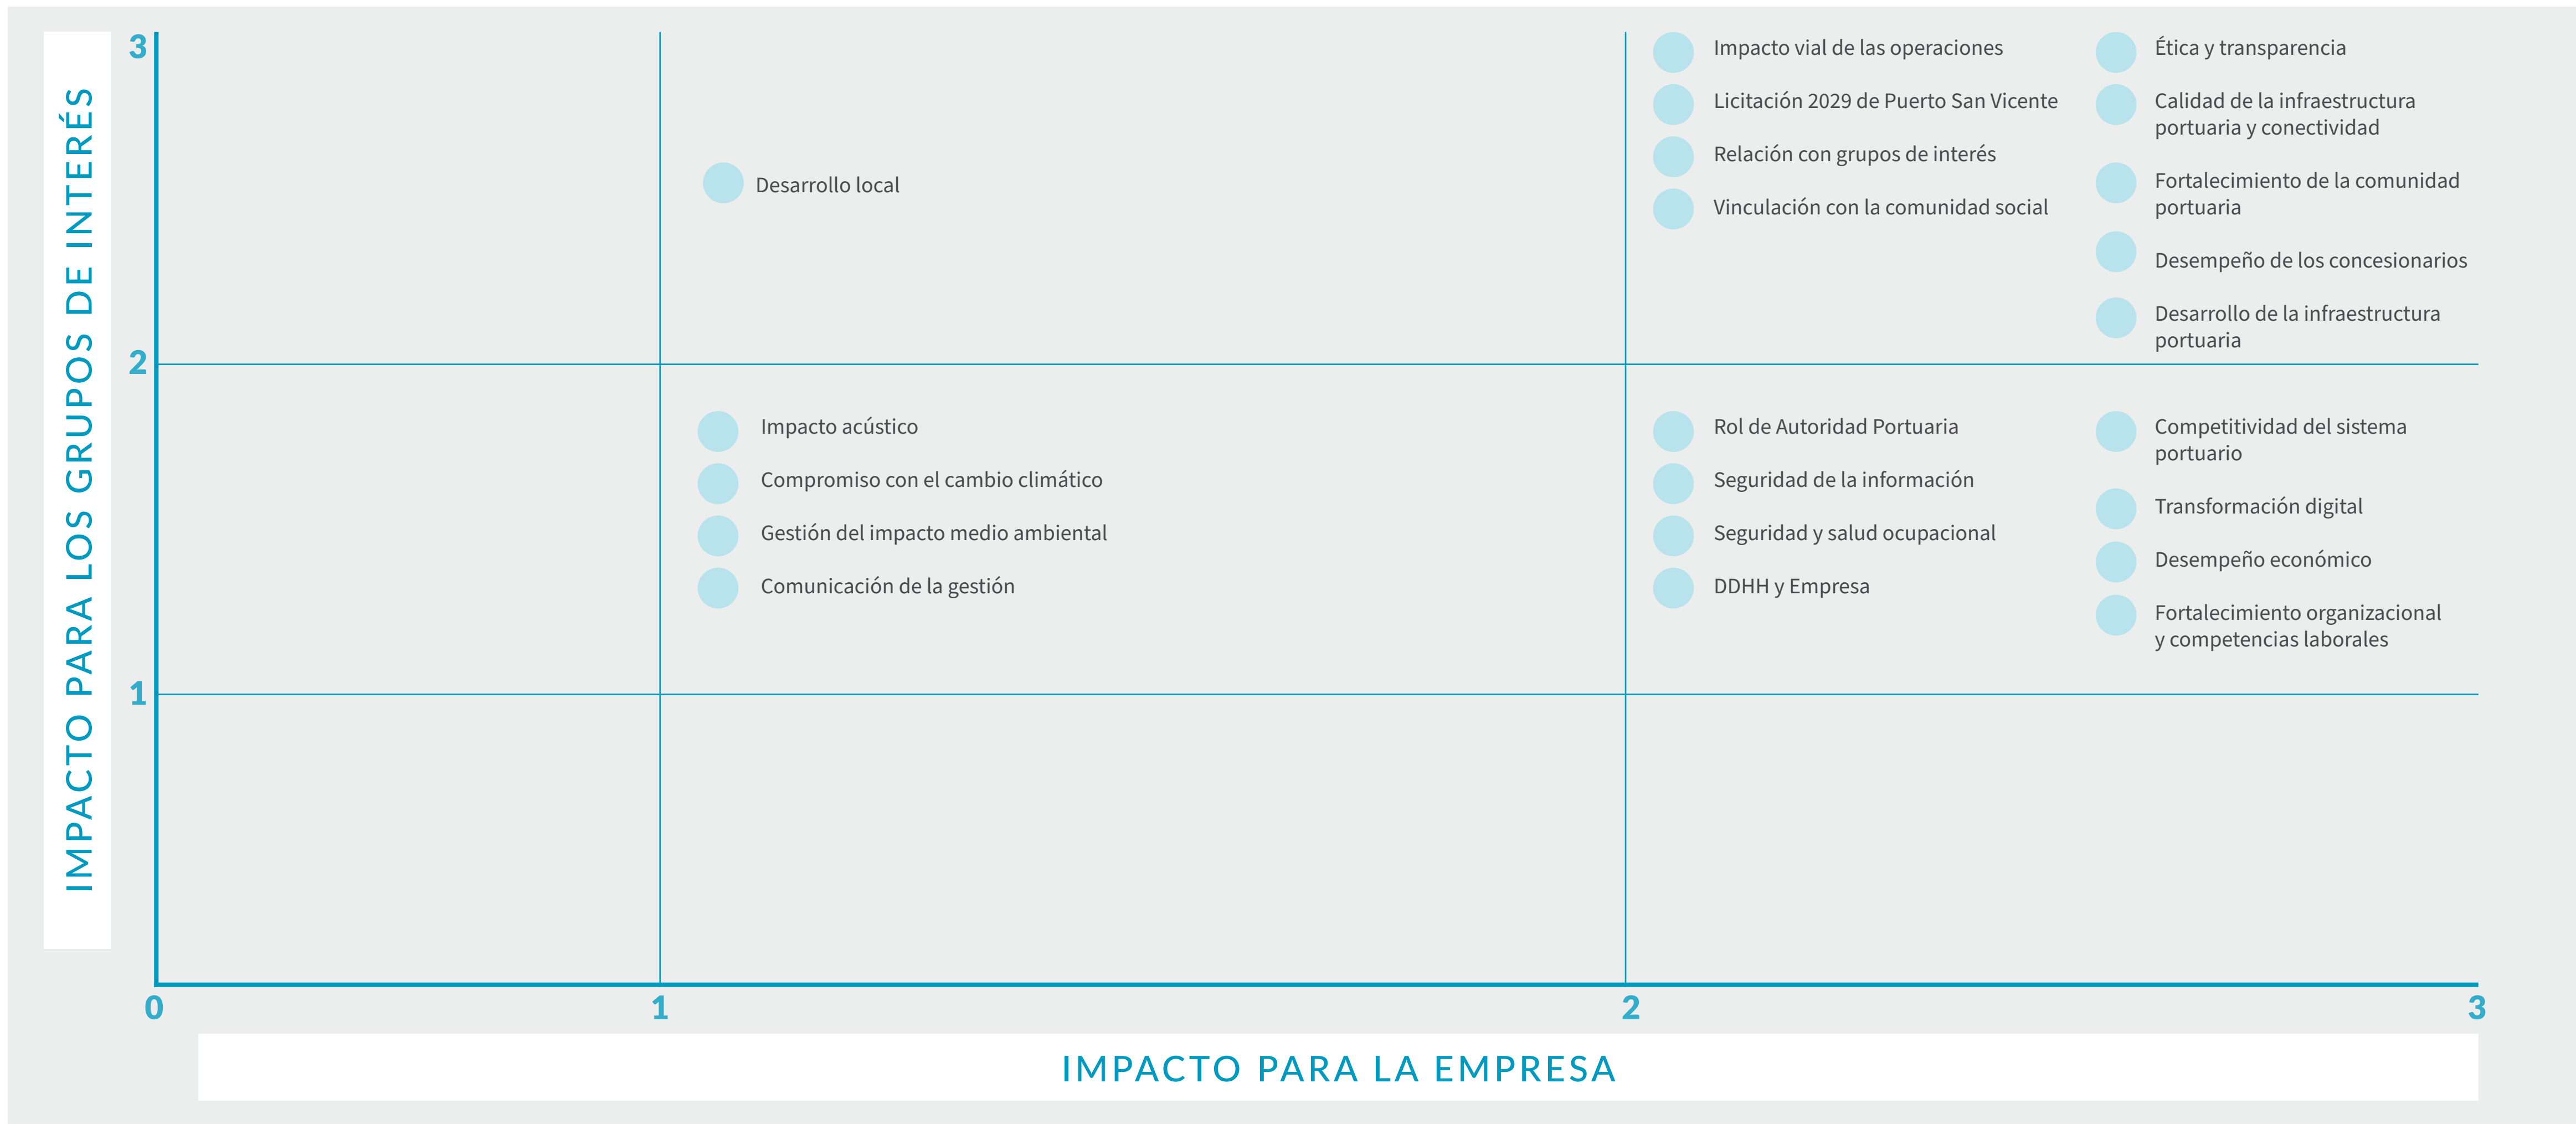 IMPACTO PARA LOS GRUPOS DE INTERÉS
3
2
1
Desarrollo local
Impacto vial de las operaciones
Licitación 2029 de Puerto San Vicente
Relación con grupos de interés
Vinculación con la comunidad social
Ética y transparencia
Calidad de la infraestructura
portuaria y conectividad
Fortalecimiento de la comunidad
portuaria
Desempeño de los concesionarios
Desarrollo de la infraestructura
portuaria
Impacto acústico
Compromiso con el cambio climático
Gestión del impacto medio ambiental
Comunicación de la gestión
Rol de Autoridad Portuaria
Seguridad de la información
Seguridad y salud ocupacional
DDHH y Empresa
Competitividad del sistema
portuario
Transformación digital
Desempeño económico
Fortalecimiento organizacional
y competencias laborales
0
1
2
3
IMPACTO PARA LA EMPRESA